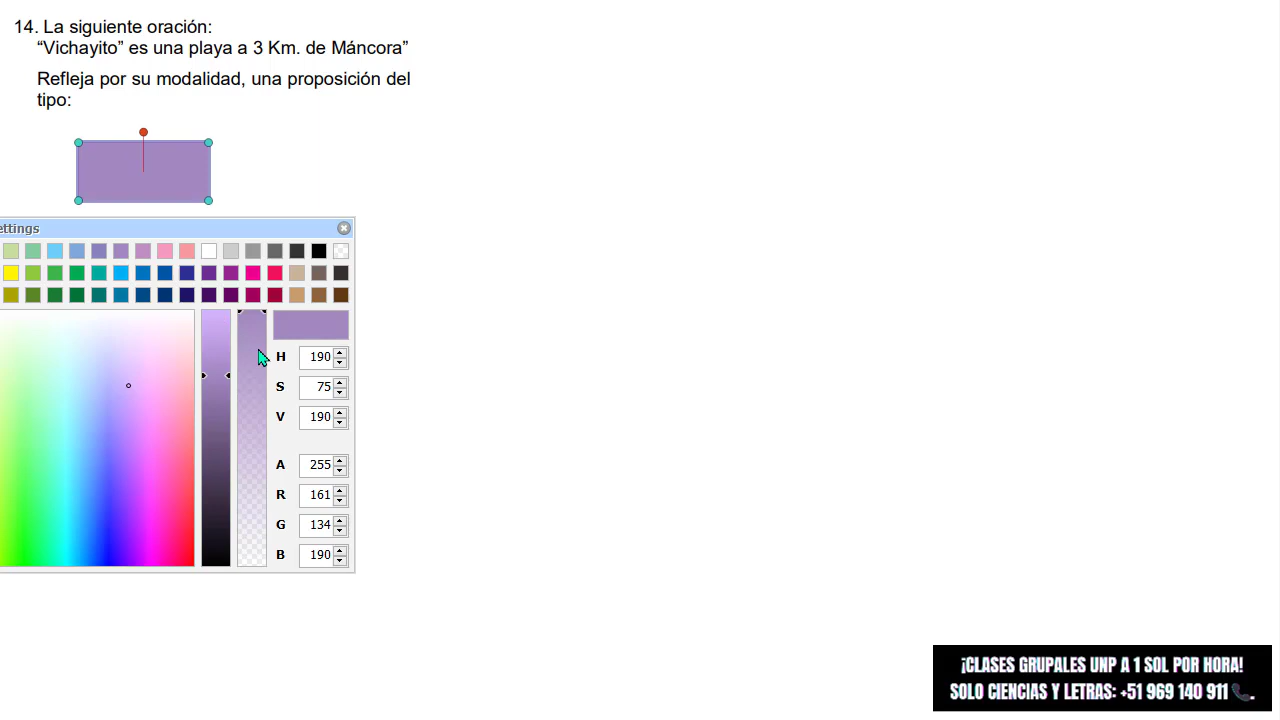 14. La siguiente oración:
“Vichayito” es una playa a 3 Km. de Máncora”
Refleja por su modalidad, una proposición del
tipo:
ettings
H 190
S 75
V 190
A 255
R 161
G 134
B 190
¡CLASES GRUPALES UNP A 1 SOL POR HORA!
SOLO CIENCIAS Y LETRAS: +51 969 140 911 📞.